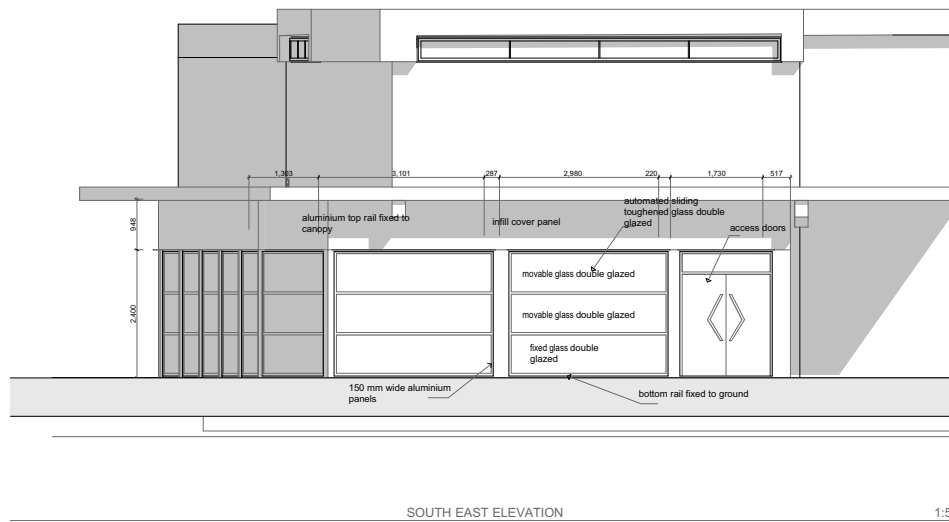 1,303 3,101 287 2,980 220 1,730 517
948
2,400
aluminium top rail fixed to
canopy
infill cover panel
automated sliding
toughened glass double
glazed
access doors
movable glass double glazed
movable glass double glazed
fixed glass double
glazed
150 mm wide aluminium
panels
bottom rail fixed to ground
SOUTH EAST ELEVATION 1:5